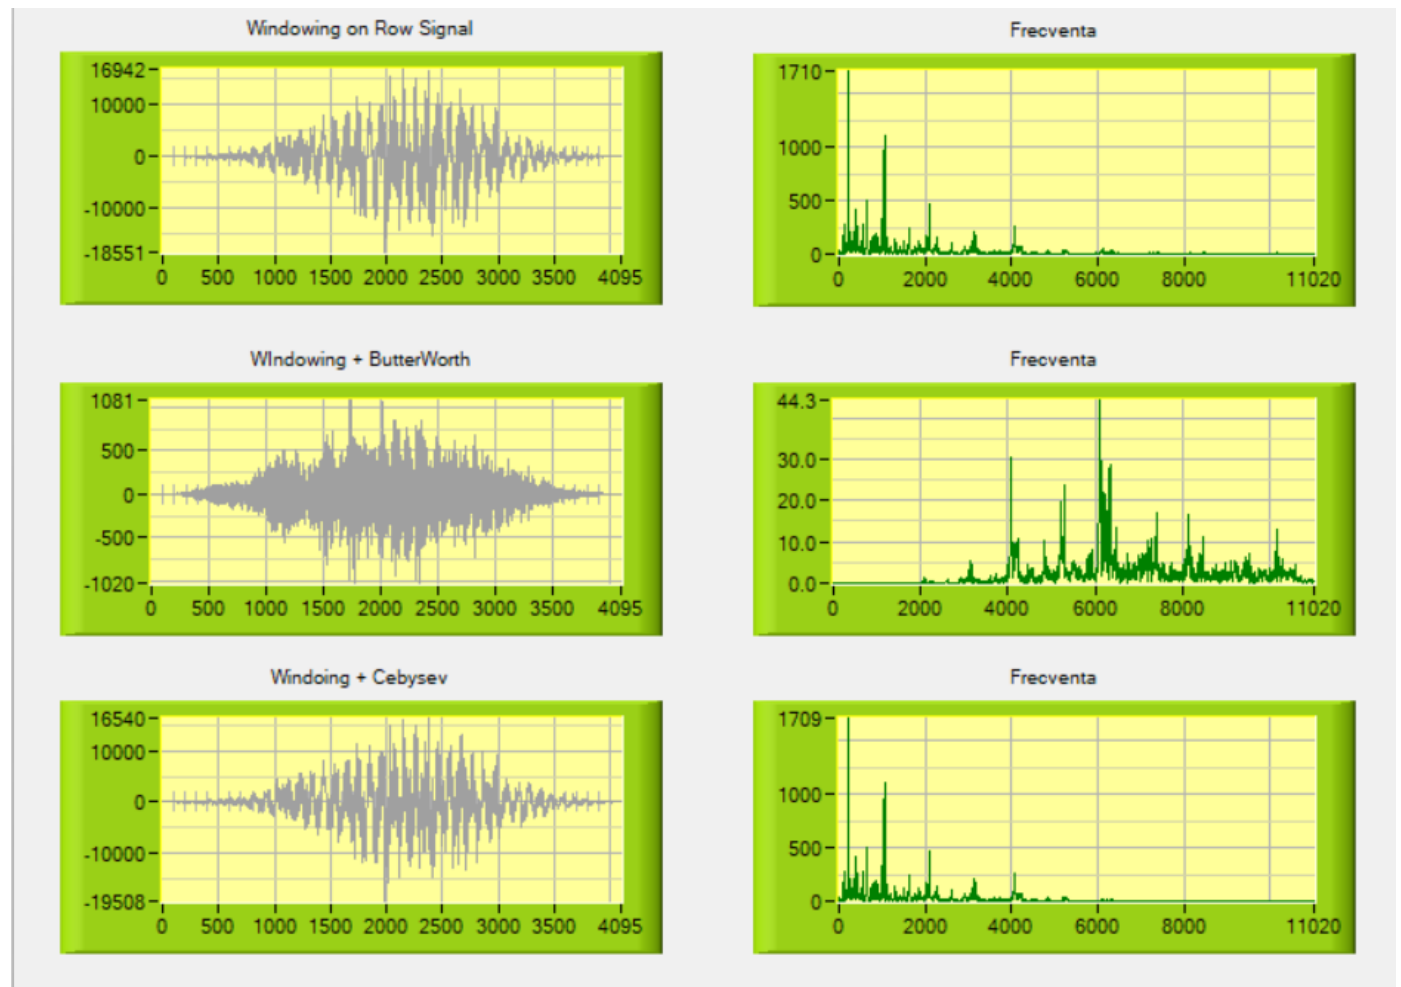 Windowing on Row Signal
Frecventa
16942
10000
0
-10000
-18551
0 500 1000 1500 2000 2500 3000 3500 4095
1710
1000
500
0
0 2000 4000 6000 8000 11020
WIndowing + ButterWorth
Frecventa
1081
500
0
-500
-1020
0 500 1000 1500 2000 2500 3000 3500 4095
44.3
30.0
20.0
10.0
0.0
0 2000 4000 6000 8000 11020
Windoing + Cebysev
Frecventa
16540
10000
0
-10000
-19508
0 500 1000 1500 2000 2500 3000 3500 4095
1709
1000
500
0
0 2000 4000 6000 8000 11020